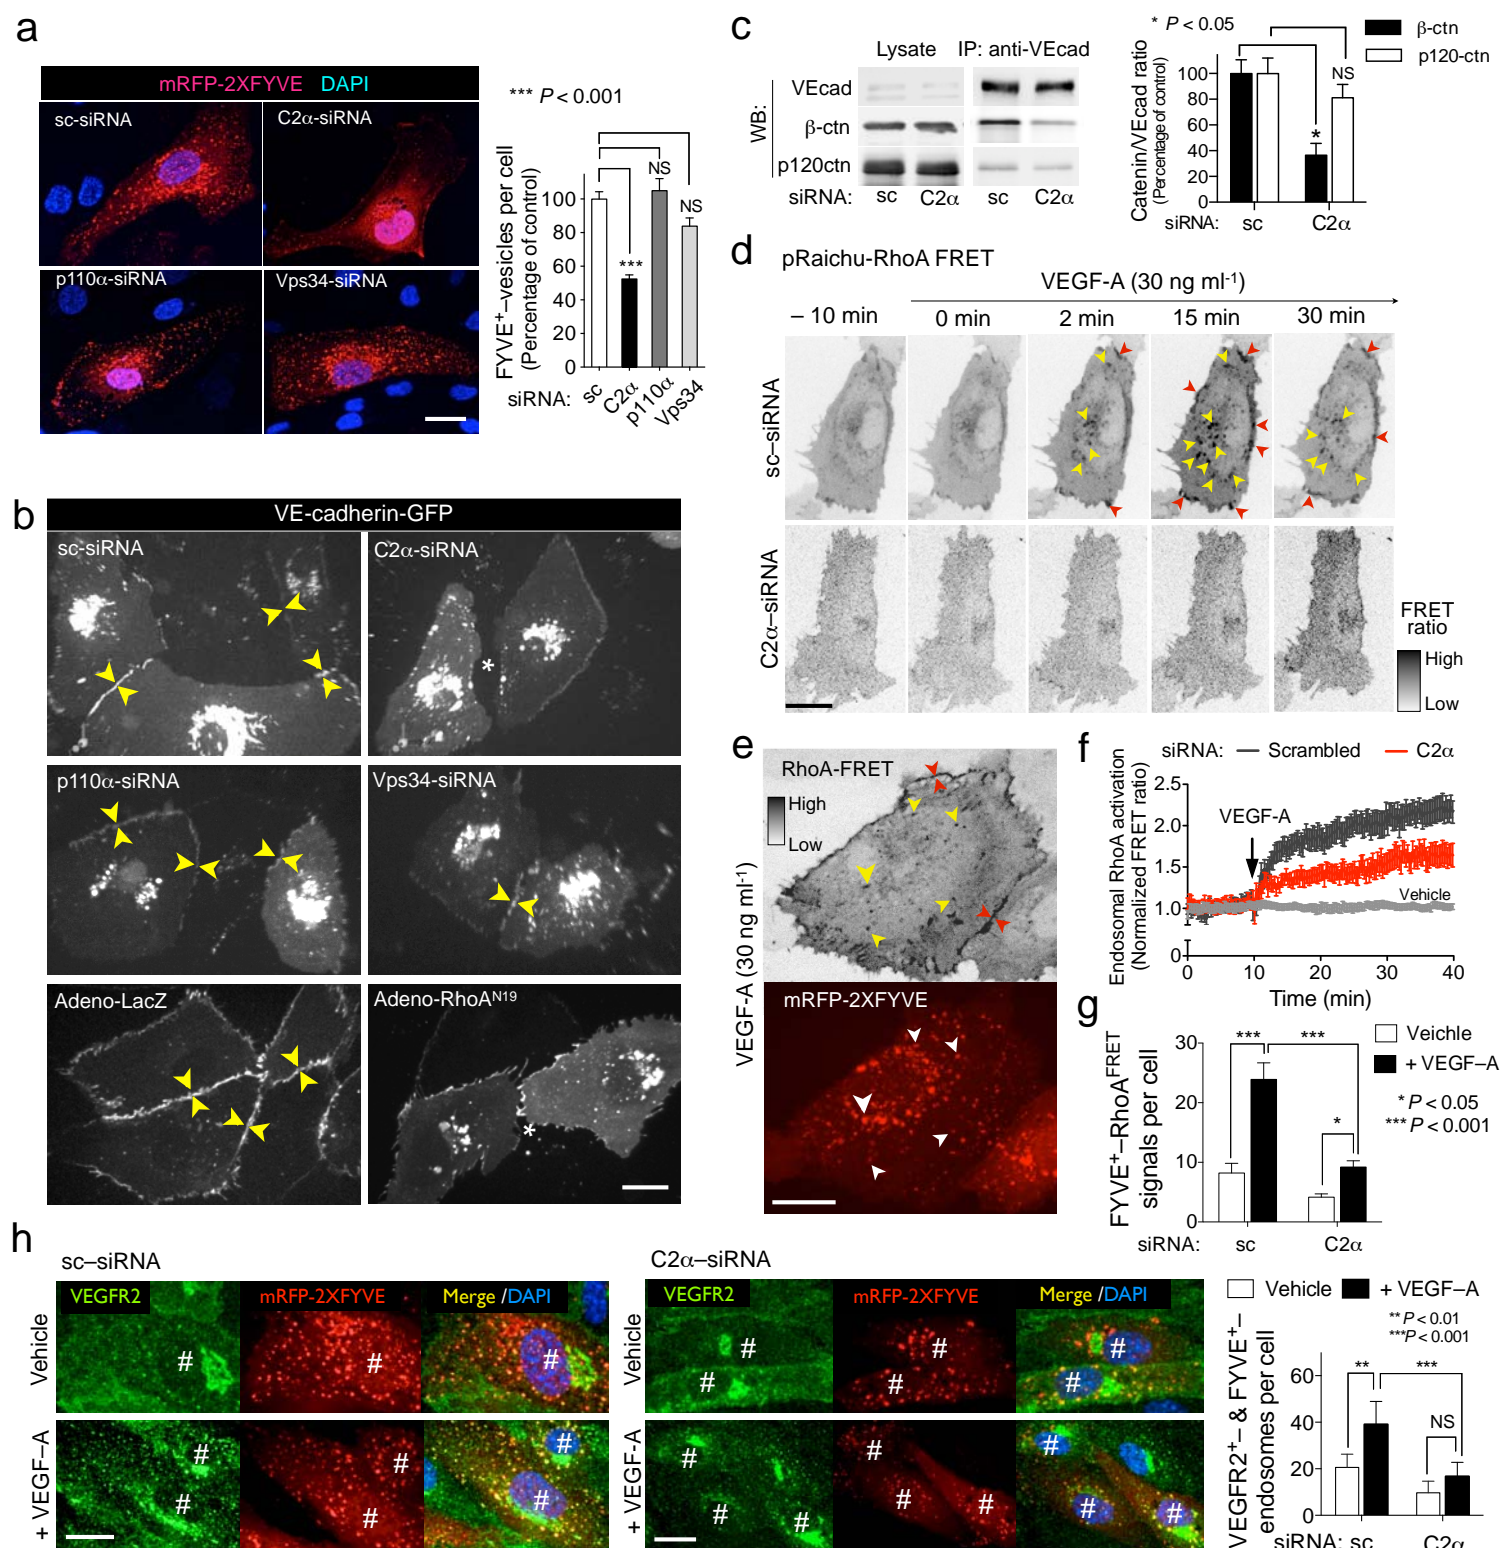 a
mRFP-2XFYVE DAPI
sc-siRNA
C2α-siRNA
p110α-siRNA
Vps34-siRNA
*** P < 0.001
FYVE+–vesicles per cell
(Percentage of control)
100
80
60
40
20
0
NS
NS
***
siRNA:
sc
C2α
p110α
Vps34
b
VE-cadherin-GFP
sc-siRNA
C2α-siRNA
*
p110α-siRNA
Vps34-siRNA
Adeno-LacZ
Adeno-RhoAN19
*
c
Lysate
IP: anti-VEcad
WB:
VEcad
β-ctn
p120ctn
siRNA: sc C2α sc C2α
* P < 0.05
β-ctn
p120-ctn
Catenin/VEcad ratio
(Percentage of control)
100
80
60
40
20
0
NS
*
siRNA: sc C2α
d
pRaichu-RhoA FRET
VEGF-A (30 ng ml-1)
– 10 min
0 min
2 min
15 min
30 min
sc–siRNA
C2α–siRNA
FRET
ratio
High
Low
e
VEGF-A (30 ng ml-1)
RhoA-FRET
High
Low
mRFP-2XFYVE
f
siRNA: Scrambled C2α
Endosomal RhoA activation
(Normalized FRET ratio)
2.5
2.0
1.5
1.0
0
VEGF-A
Vehicle
0 10 20 30 40
Time (min)
g
FYVE+–RhoAFRET
signals per cell
30
20
10
0
***
***
*
Veichle
+ VEGF–A
* P < 0.05
*** P < 0.001
siRNA: sc C2α
h
sc–siRNA
C2α–siRNA
Vehicle
+ VEGF–A
VEGFR2
mRFP-2XFYVE
Merge /DAPI
# # #
# # #
# # #
Vehicle
+ VEGF-A
VEGFR2
mRFP-2XFYVE
Merge /DAPI
# # #
# # #
# # #
# # #
# # #
Vehicle
+ VEGF–A
** P < 0.01
*** P < 0.001
VEGFR2+– & FYVE+–
endosomes per cell
60
40
20
0
**
***
NS
siRNA: sc C2α